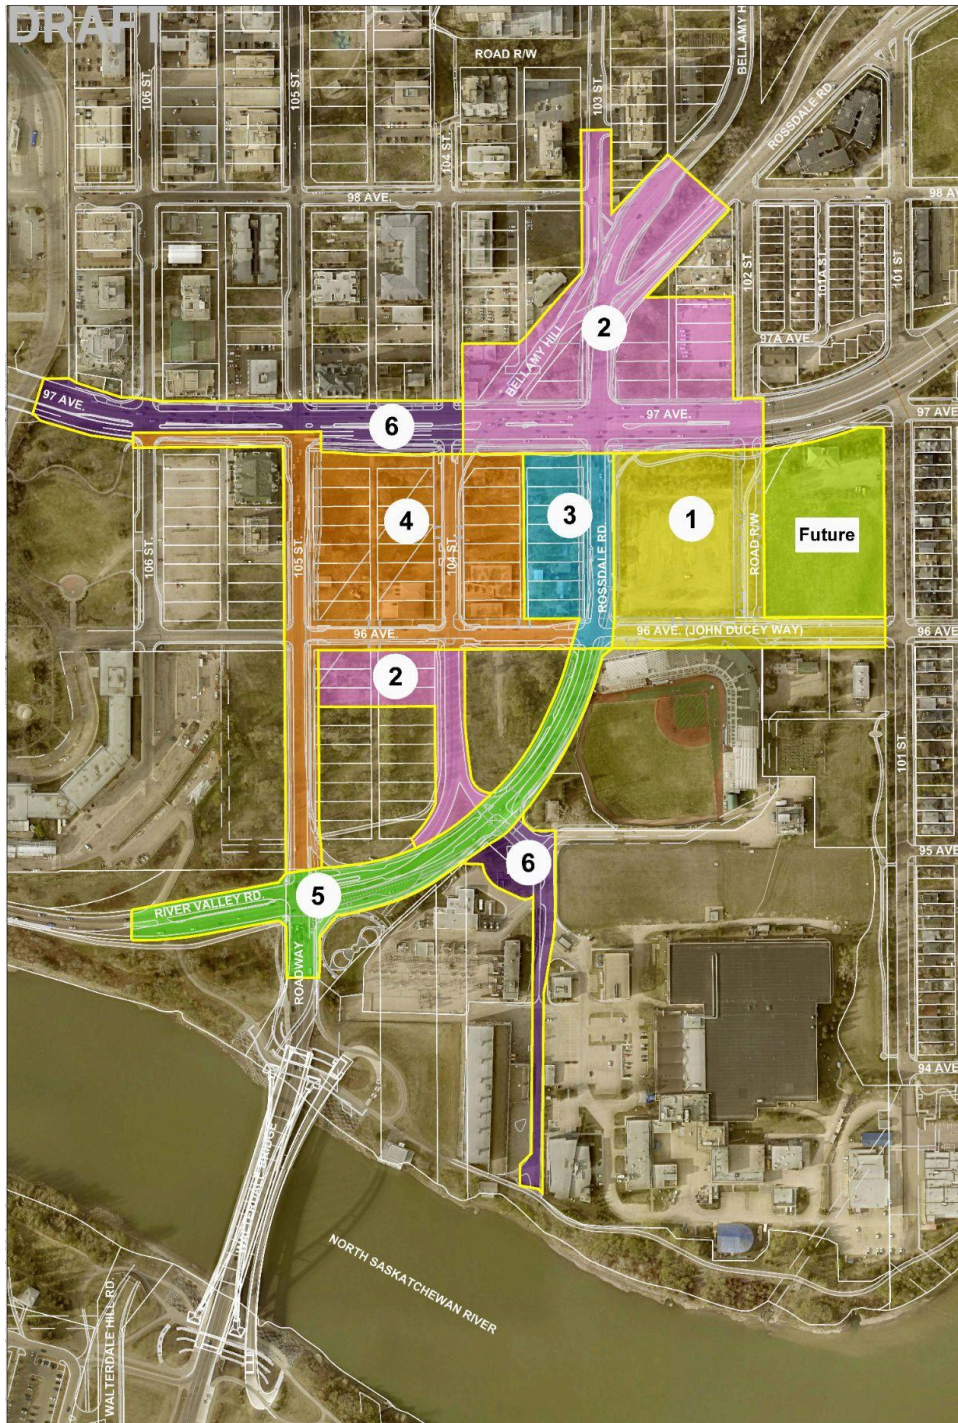 DRAFT
ROAD R/W
BELLAMY H
106 ST.
105 ST.
103 ST.
104 ST.
ROSSDALE RD.
98 AVE.
98 A
102 ST
101A ST
101 ST.
2
97A AVE.
BELLAMY HILL
97 AVE.
6
97 AVE.
97 AVE
4
3
1
Future
106 ST.
105 ST.
104 ST.
ROSSDALE RD
ROAD R/W
96 AVE.
96 AVE. (JOHN DUCEY WAY)
96 AVE
2
101 ST.
95 AVE
6
5
RIVER VALLEY RD.
ROADWAY
94 AVE
WALTERDALE BRIDGE
NORTH SASKATCHEWAN RIVER
WALTERDALE HILL RD.